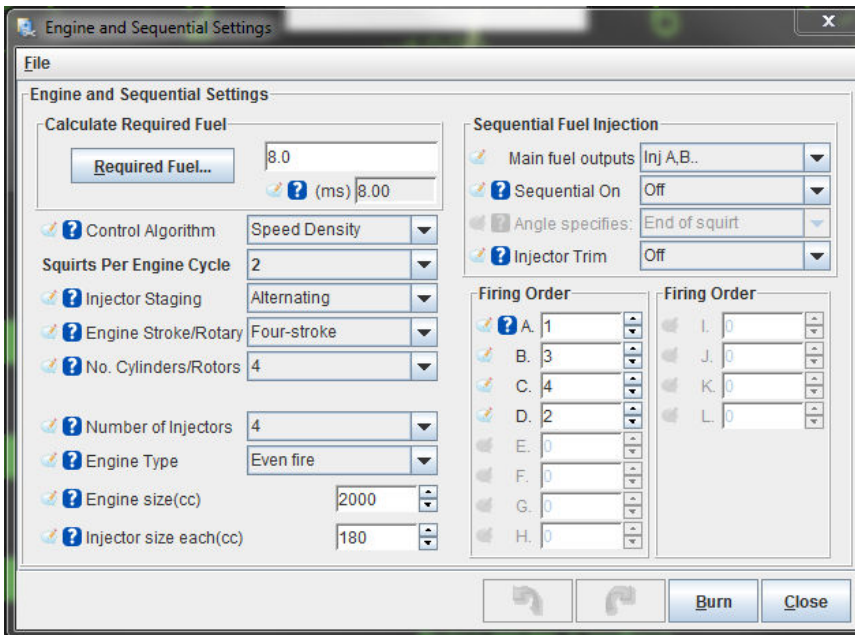 Engine and Sequential Settings
X
File
Engine and Sequential Settings
Calculate Required Fuel
Required Fuel...
8.0
? (ms) 8.00
? Control Algorithm Speed Density
Squirts Per Engine Cycle 2
? Injector Staging Alternating
? Engine Stroke/Rotary Four-stroke
? No. Cylinders/Rotors 4
? Number of Injectors 4
? Engine Type Even fire
? Engine size(cc) 2000
? Injector size each(cc) 180
Sequential Fuel Injection
Main fuel outputs Inj A,B..
? Sequential On Off
? Angle specifies: End of squirt
? Injector Trim Off
Firing Order
? A. 1
B. 3
C. 4
D. 2
E. 0
F. 0
G. 0
H. 0
Firing Order
I. 0
J. 0
K. 0
L. 0
Burn
Close